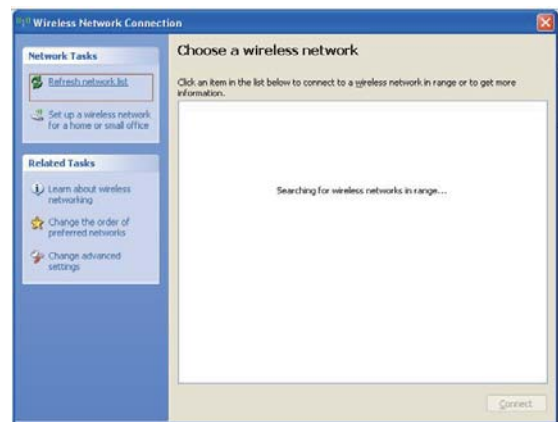 Wireless Network Connection
Network Tasks
Refresh network list
Set up a wireless network
for a home or small office
Related Tasks
Learn about wireless
networking
Change the order of
preferred networks
Change advanced
settings
Choose a wireless network
Click an item in the list below to connect to a wireless network in range or to get more
information.
Searching for wireless networks in range...
Connect